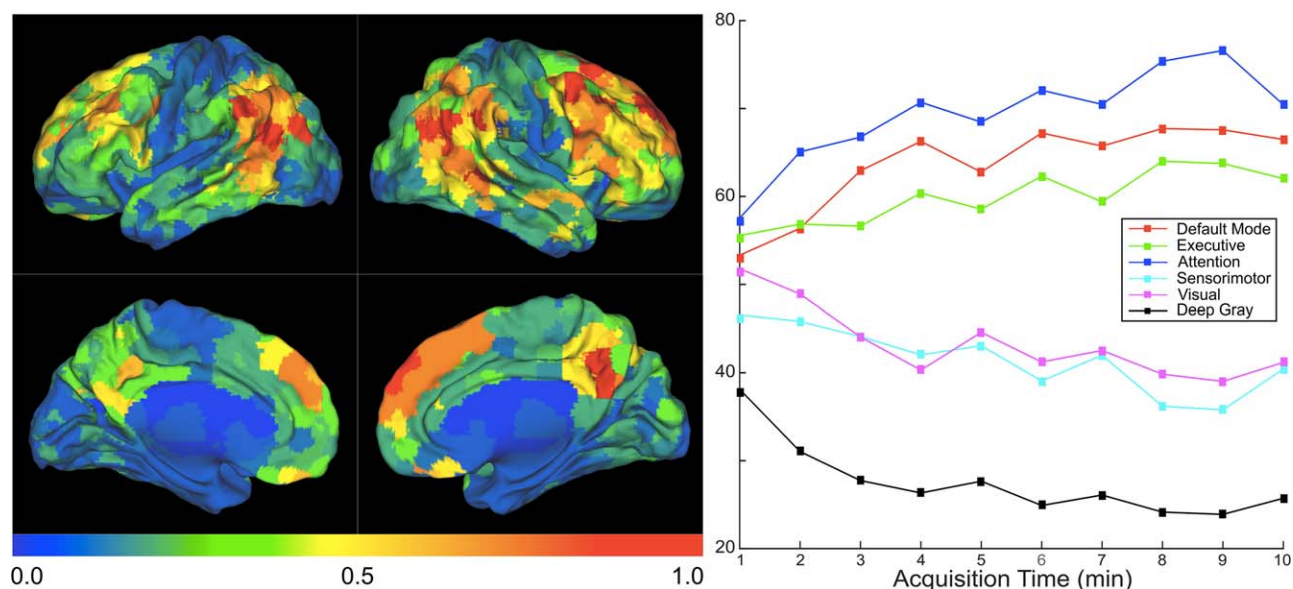 0.0 0.5 1.0
80
60
40
20
Default Mode
Executive
Attention
Sensorimotor
Visual
Deep Gray
1 2 3 4 5 6 7 8 9 10
Acquisition Time (min)